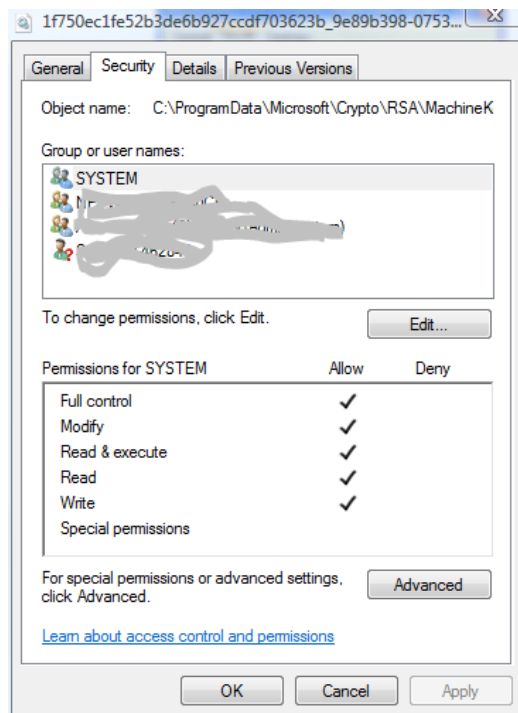 1f750ec1fe52b3de6b927ccdf703623b_9e89b398-0753...
General Security Details Previous Versions
Object name: C:\ProgramData\Microsoft\Crypto\RSA\MachineK
Group or user names:
SYSTEM
To change permissions, click Edit.
Edit...
Permissions for SYSTEM Allow Deny
Full control
Modify
Read & execute
Read
Write
Special permissions
For special permissions or advanced settings,
click Advanced.
Advanced
Learn about access control and permissions
OK Cancel Apply